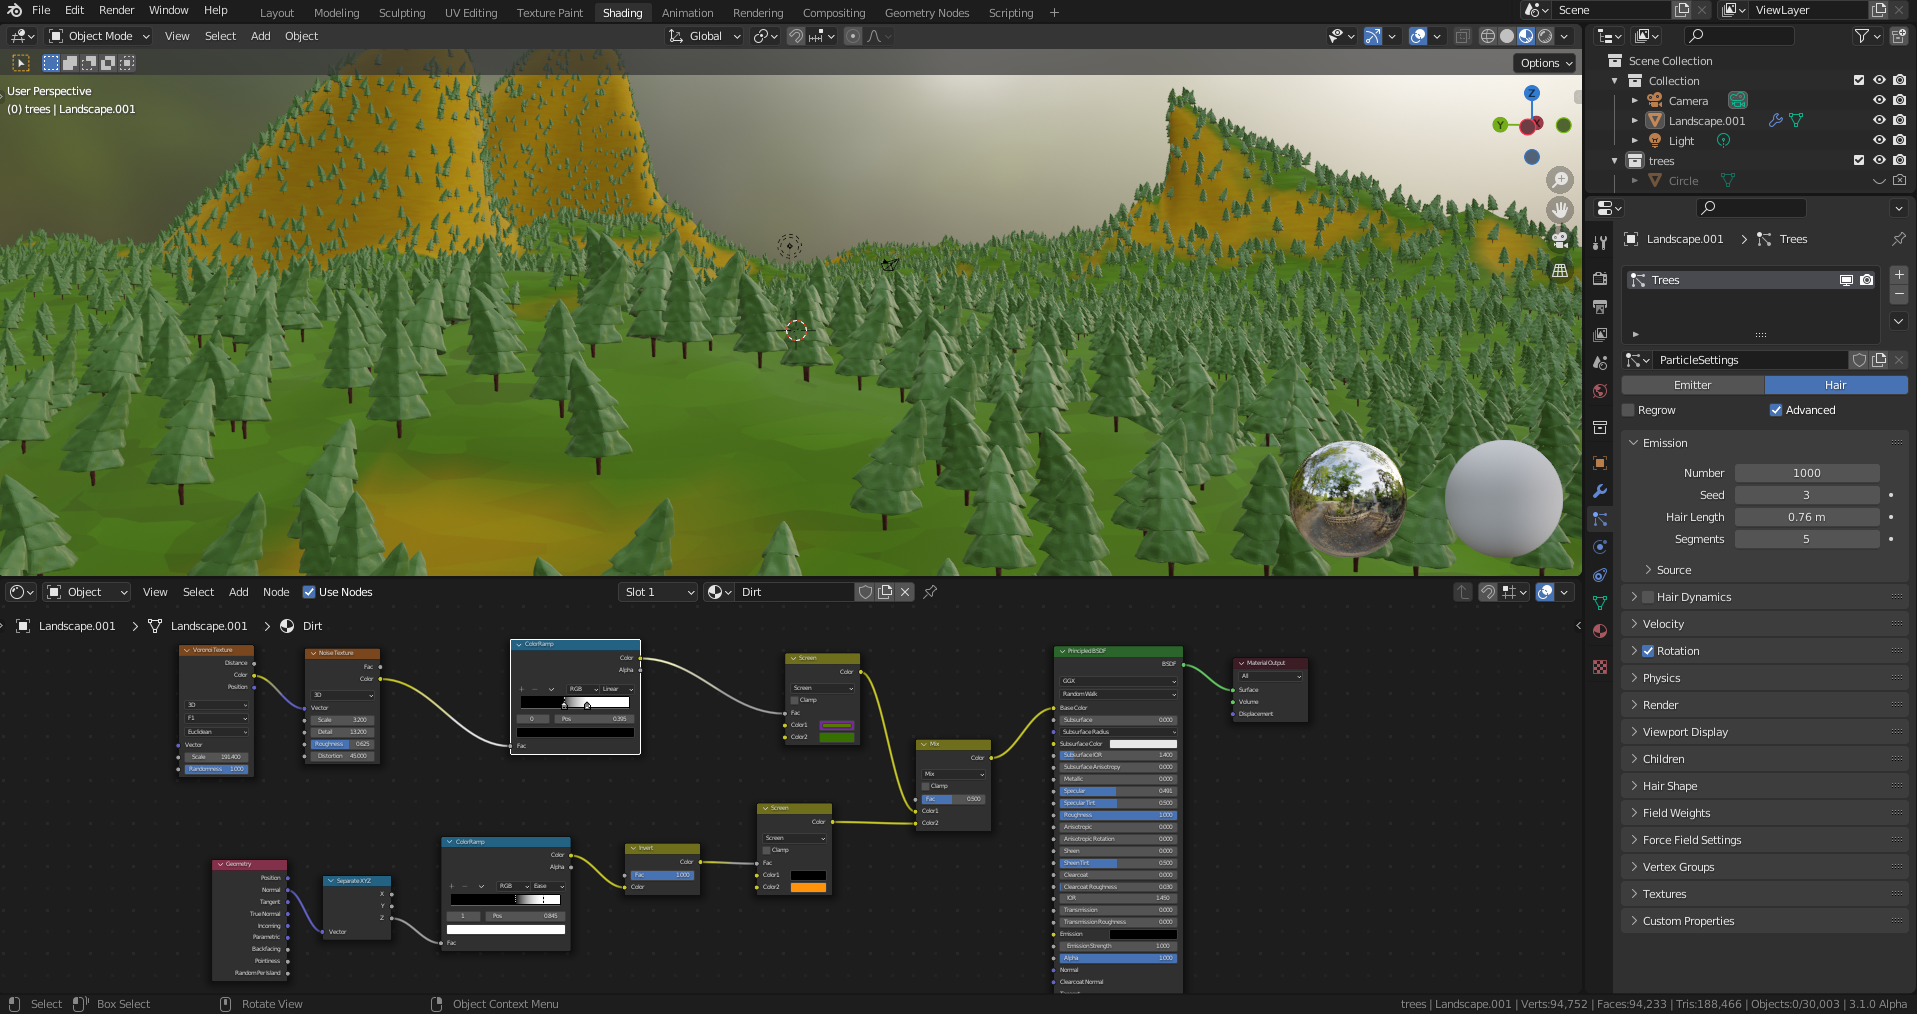 File Edit Render Window Help Layout Modeling Sculpting UV Editing Texture Paint Shading Animation Rendering Compositing Geometry Nodes Scripting + Scene ViewLayer
Object Mode View Select Add Object Global
Options
User Perspective
(0) trees | Landscape.001
Z
Y
X
Scene Collection
Collection
Camera
Landscape.001
Light
trees
Circle
Landscape.001 > Trees
Trees
ParticleSettings
Emitter Hair
Regrow Advanced
Emission
Number 1000
Seed 3
Hair Length 0.76 m
Segments 5
Source
Hair Dynamics
Velocity
Rotation
Physics
Render
Viewport Display
Children
Hair Shape
Field Weights
Force Field Settings
Vertex Groups
Textures
Custom Properties
Object View Select Add Node Use Nodes Slot 1 Dirt
Landscape.001 > Landscape.001 > Dirt
Voronoi Texture
Distance
Color
Position
3D
F1
Euclidean
Vector
Scale 191.400
Randomness 1.000
Noise Texture
Fac
Color
3D
Vector
Scale 3.200
Detail 13.200
Roughness 0.625
Distortion 45.000
ColorRamp
Color
Alpha
RGB Linear
0 Pos 0.395
Fac
Screen
Color
Screen
Clamp
Fac
Color1
Color2
Mix
Color
Mix
Clamp
Fac 0.500
Color1
Color2
Principled BSDF
BSDF
GGX
Random Walk
Base Color
Subsurface 0.000
Subsurface Radius
Subsurface Color
Subsurface IOR 1.400
Subsurface Anisotropy 0.000
Metallic 0.000
Specular 0.491
Specular Tint 0.500
Roughness 1.000
Anisotropic 0.000
Anisotropic Rotation 0.000
Sheen 0.000
Sheen Tint 0.500
Clearcoat 0.000
Clearcoat Roughness 0.030
IOR 1.450
Transmission 0.000
Transmission Roughness 0.000
Emission
Emission Strength 1.000
Alpha 1.000
Normal
Clearcoat Normal
Material Output
All
Surface
Volume
Displacement
Geometry
Position
Normal
Tangent
True Normal
Incoming
Parametric
Backfacing
Pointiness
Random Per Island
Separate XYZ
X
Y
Z
Vector
ColorRamp
Color
Alpha
RGB Ease
1 Pos 0.845
Fac
Invert
Color
Fac 1.000
Color
Screen
Color
Screen
Clamp
Fac
Color1
Color2
Select Box Select Rotate View Object Context Menu trees | Landscape.001 | Verts:94,752 | Faces:94,233 | Tris:188,466 | Objects:0/30,003 | 3.1.0 Alpha